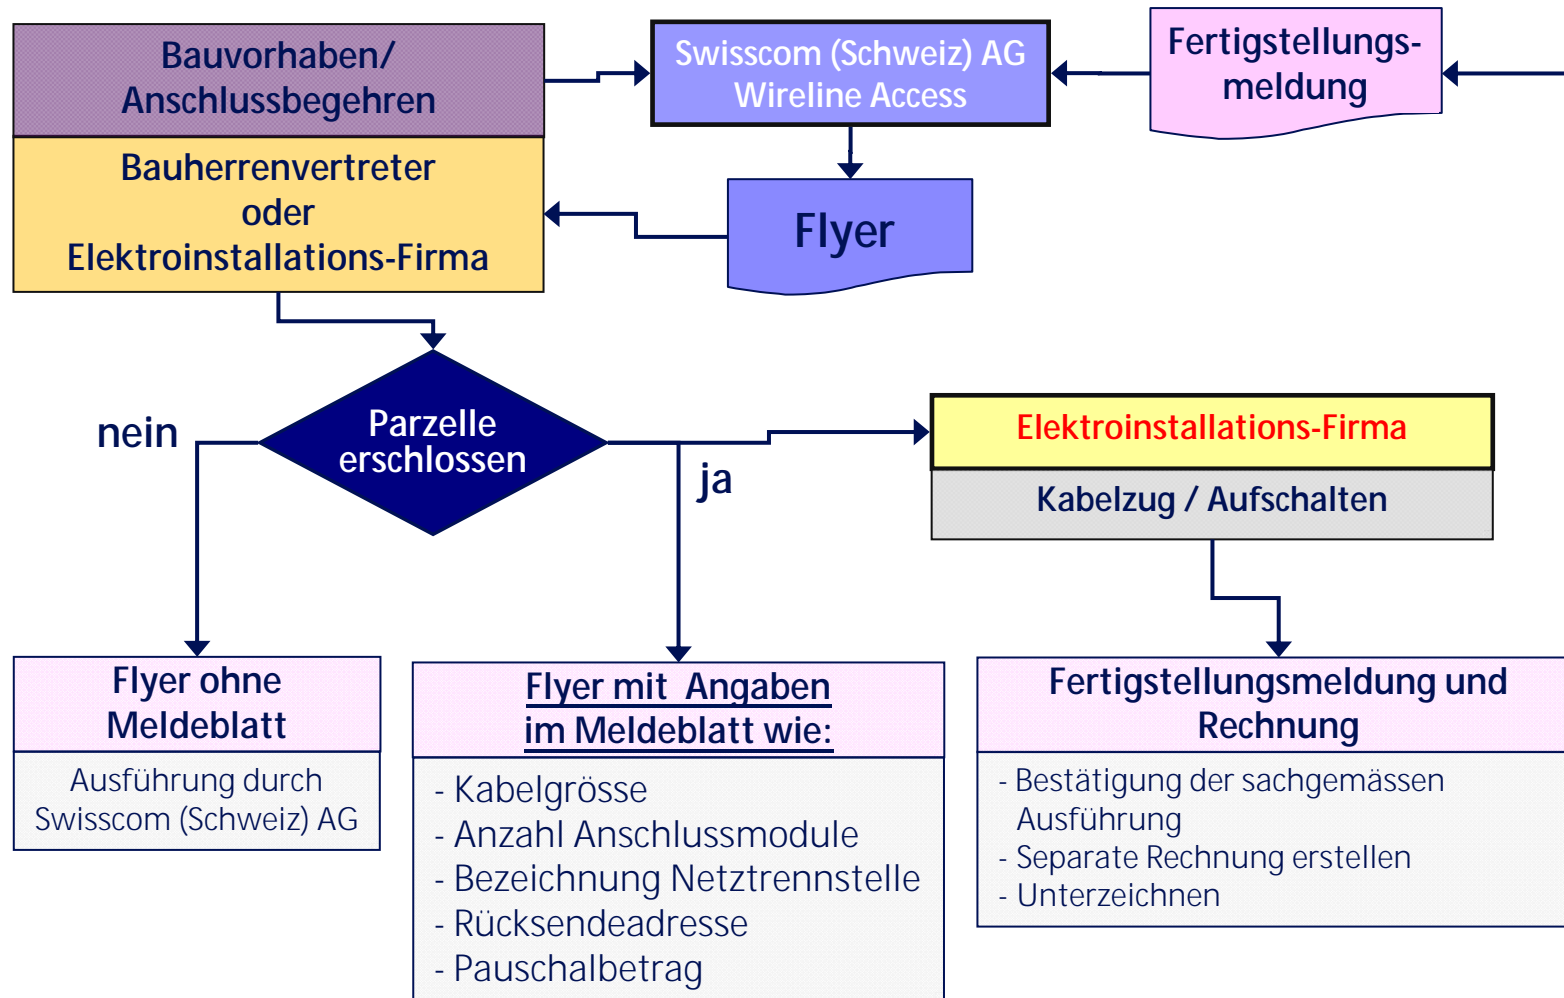 Bauvorhaben/
Anschlussbegehren
Bauherrenvertreter
oder
Elektroinstallations-Firma
Swisscom (Schweiz) AG
Wireline Access
Fertigstellungs-
meldung
Flyer
nein
Parzelle
erschlossen
ja
Elektroinstallations-Firma
Kabelzug / Aufschalten
Flyer ohne
Meldeblatt
Ausführung durch
Swisscom (Schweiz) AG
Flyer mit Angaben
im Meldeblatt wie:
- Kabelgrösse
- Anzahl Anschlussmodule
- Bezeichnung Netztrennstelle
- Rücksendeadresse
- Pauschalbetrag
Fertigstellungsmeldung und
Rechnung
- Bestätigung der sachgemässen
Ausführung
- Separate Rechnung erstellen
- Unterzeichnen